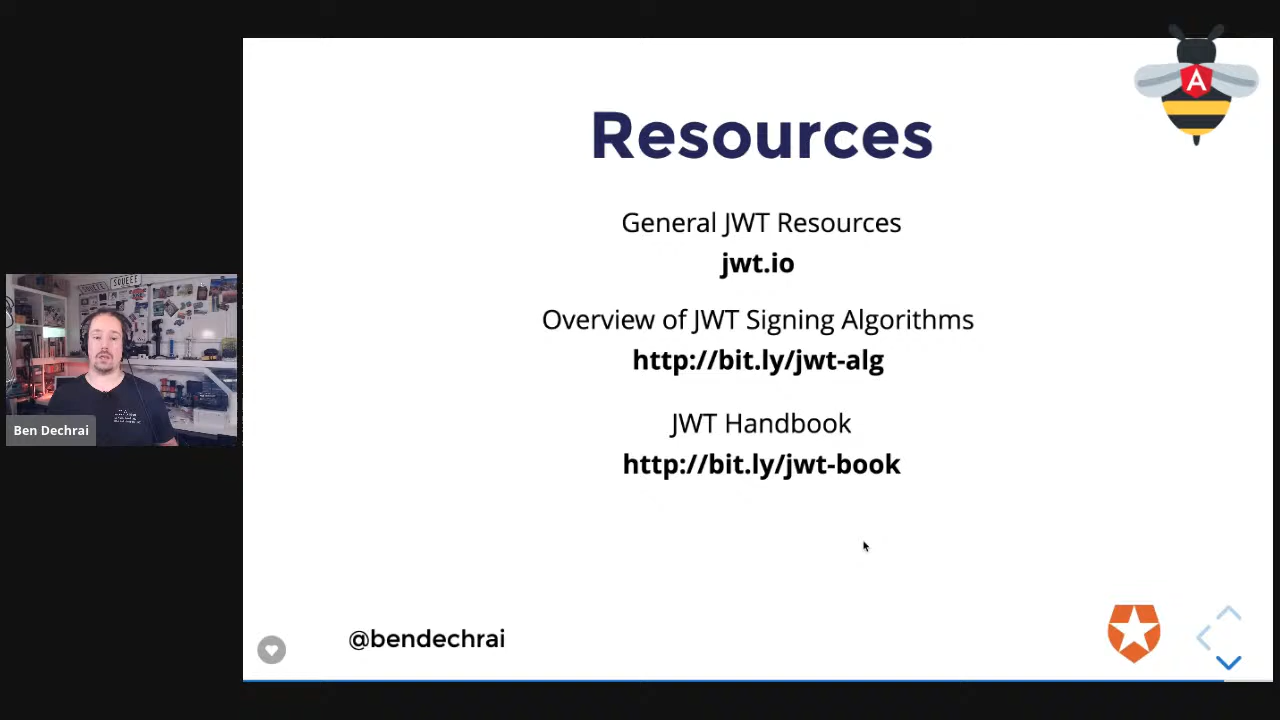 Resources
General JWT Resources
jwt.io
Overview of JWT Signing Algorithms
http://bit.ly/jwt-alg
JWT Handbook
http://bit.ly/jwt-book
@bendechrai
A
SQUEEE
Ben Dechrai